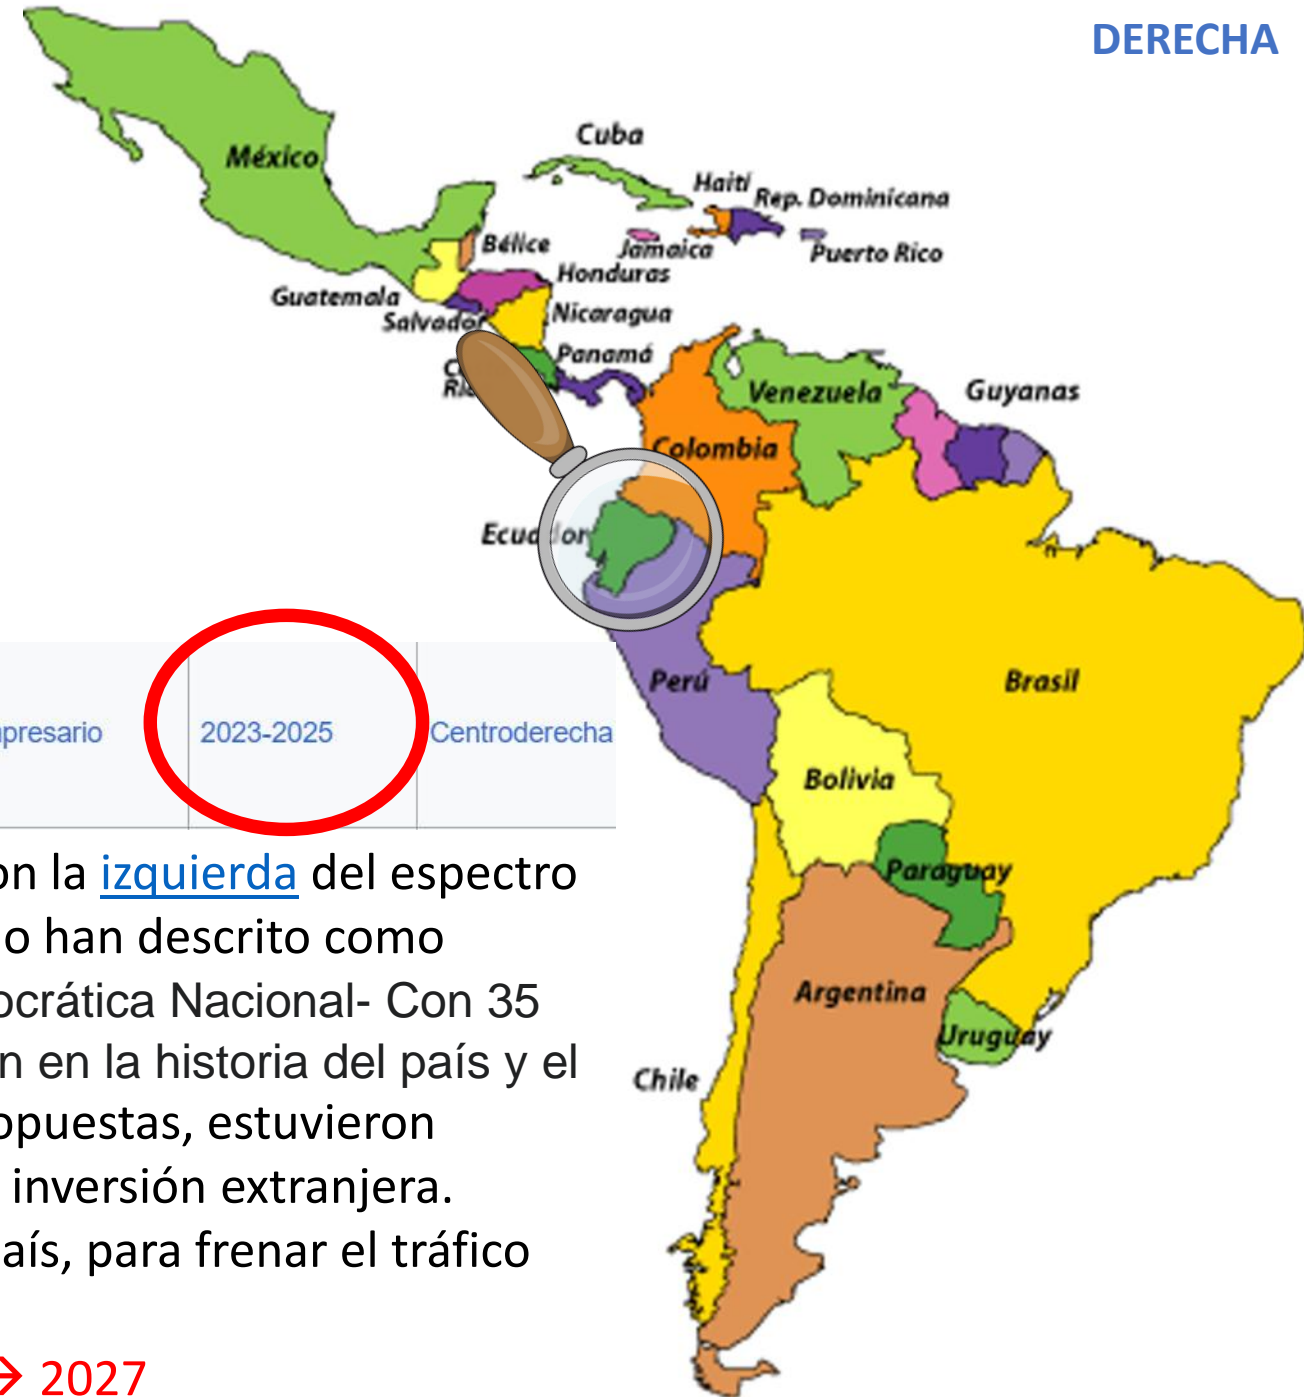 DERECHA
México
Cuba
Haití
Rep. Dominicana
Jamaica
Puerto Rico
Bélice
Honduras
Guatemala
Salvador
Nicaragua
Panamá
Venezuela
Guyanas
Colombia
Ecuador
Perú
Brasil
Bolivia
Paraguay
Argentina
Uruguay
Chile
presario 2023-2025 Centroderecha
on la izquierda del espectro
o han descrito como
ocrática Nacional- Con 35
n en la historia del país y el
opuestas, estuvieron
inversión extranjera.
aís, para frenar el tráfico
→ 2027